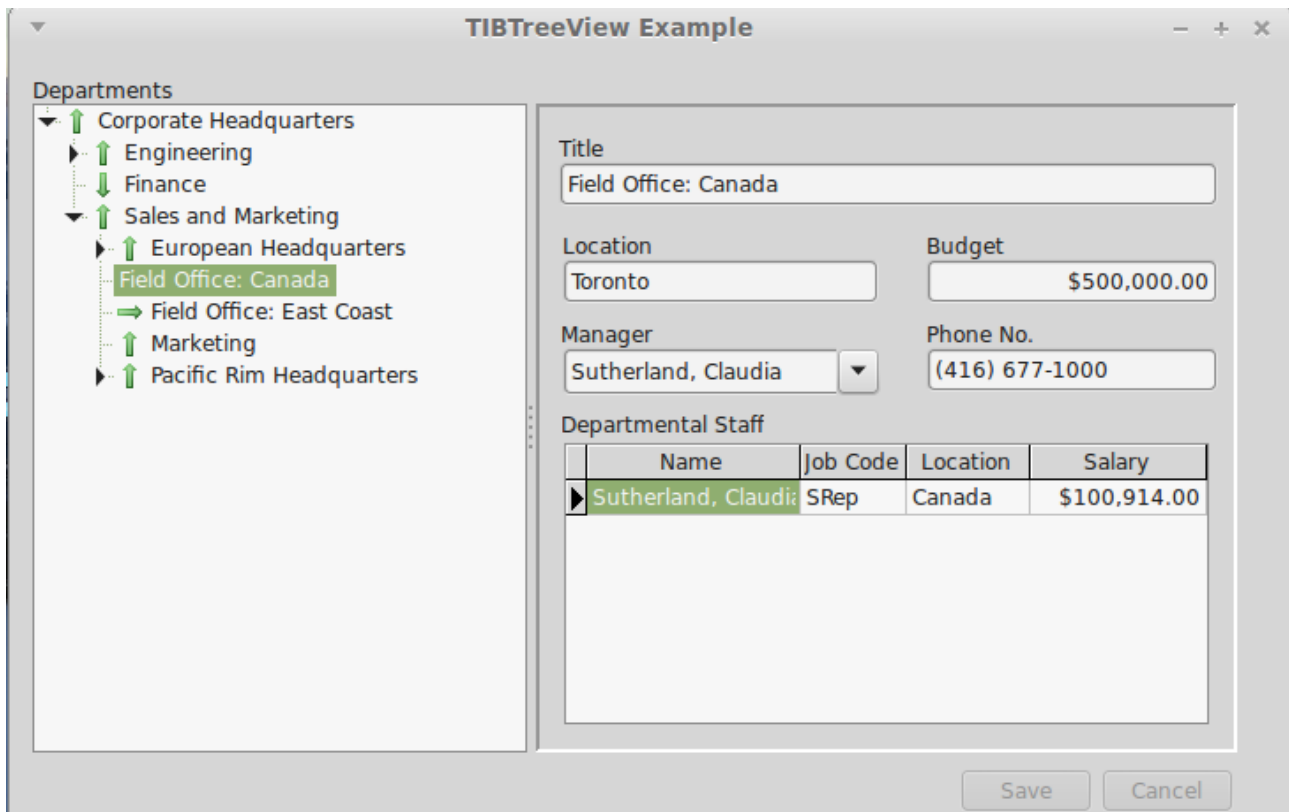 TIBTreeView Example
Departments
Corporate Headquarters
Engineering
Finance
Sales and Marketing
European Headquarters
Field Office: Canada
Field Office: East Coast
Marketing
Pacific Rim Headquarters
Title
Field Office: Canada
Location Budget
Toronto $500,000.00
Manager Phone No.
Sutherland, Claudia (416) 677-1000
Departmental Staff
Name Job Code Location Salary
Sutherland, Claudia SRep Canada $100,914.00
Save Cancel